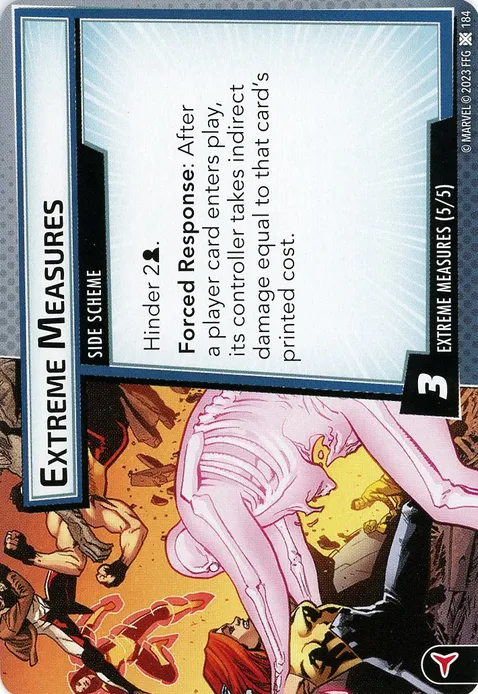 EXTREME MEASURES
SIDE SCHEME
Hinder 2.
Forced Response: After
a player card enters play,
its controller takes indirect
damage equal to that card's
printed cost.
3
EXTREME MEASURES (5/5)
© MARVEL © 2023 FFG 184